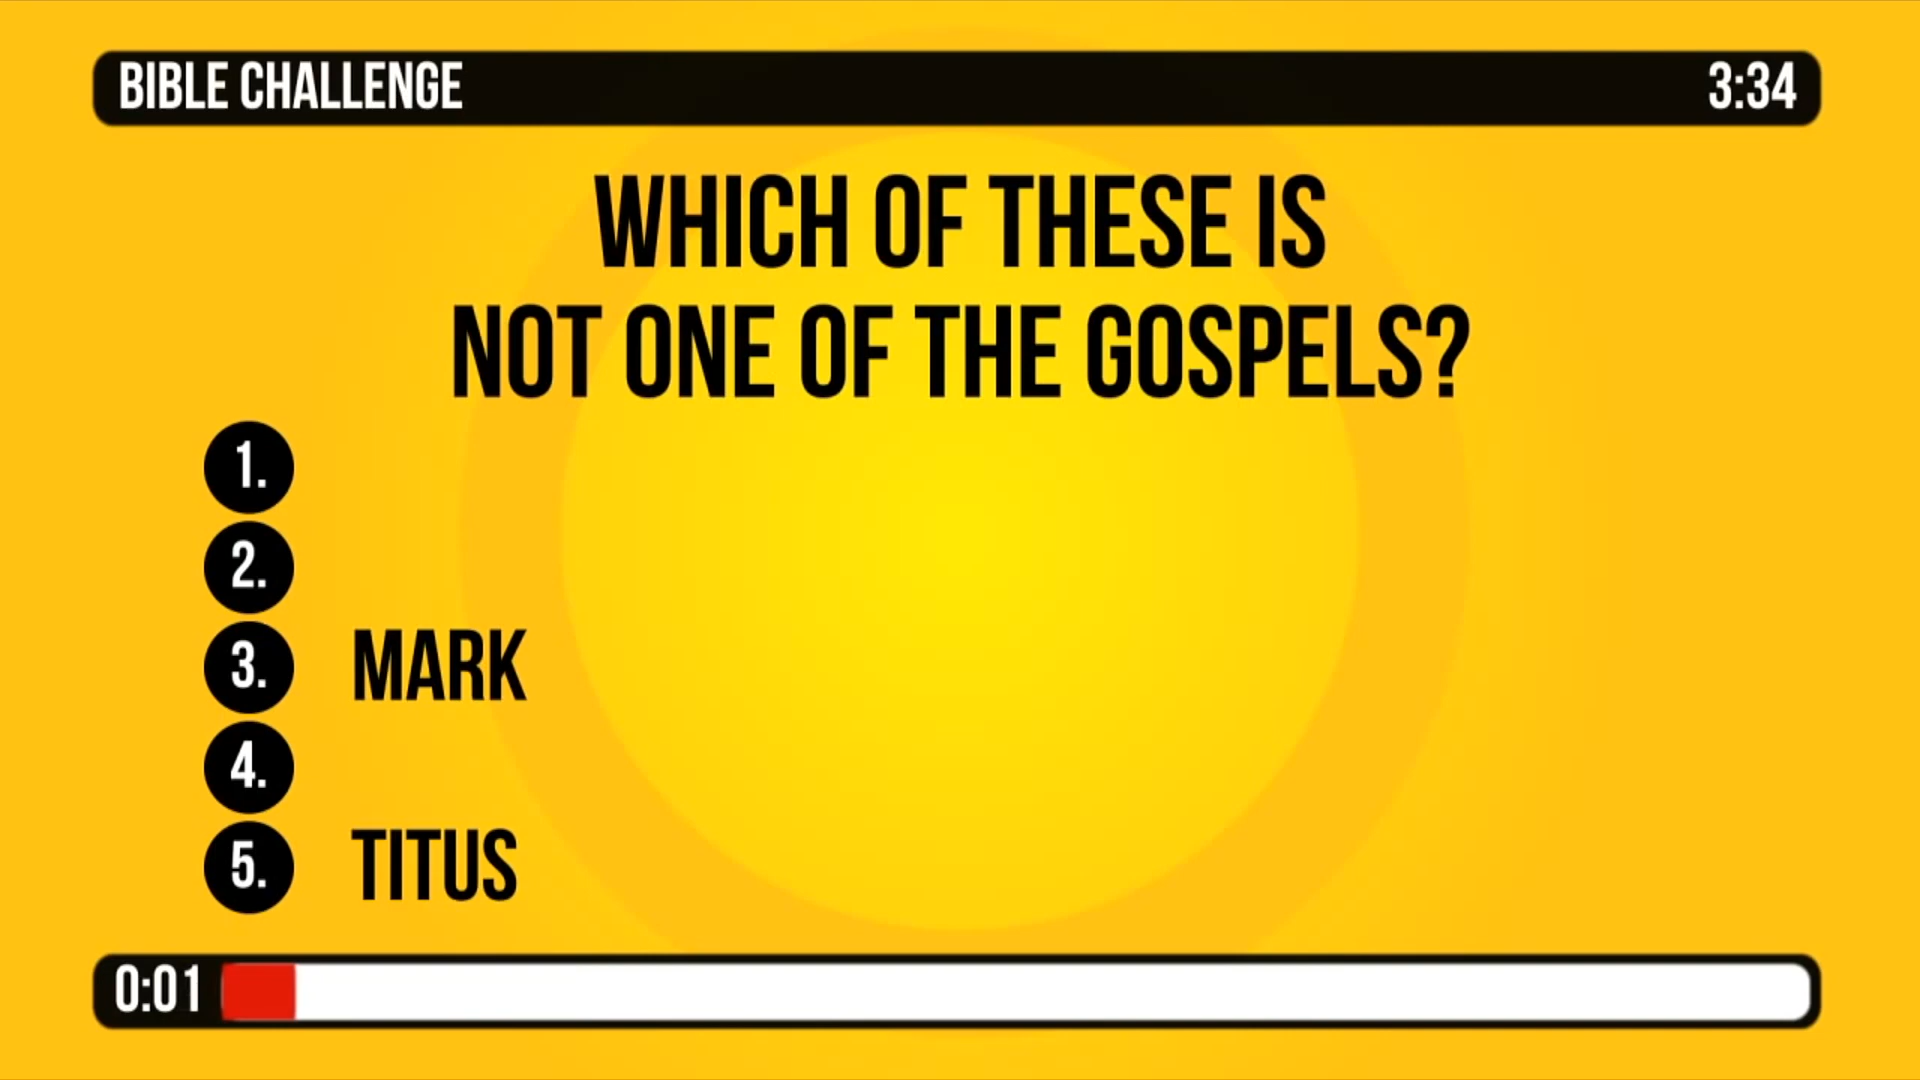 BIBLE CHALLENGE 3:34
WHICH OF THESE IS
NOT ONE OF THE GOSPELS?
1.
2.
3. MARK
4.
5. TITUS
0:01